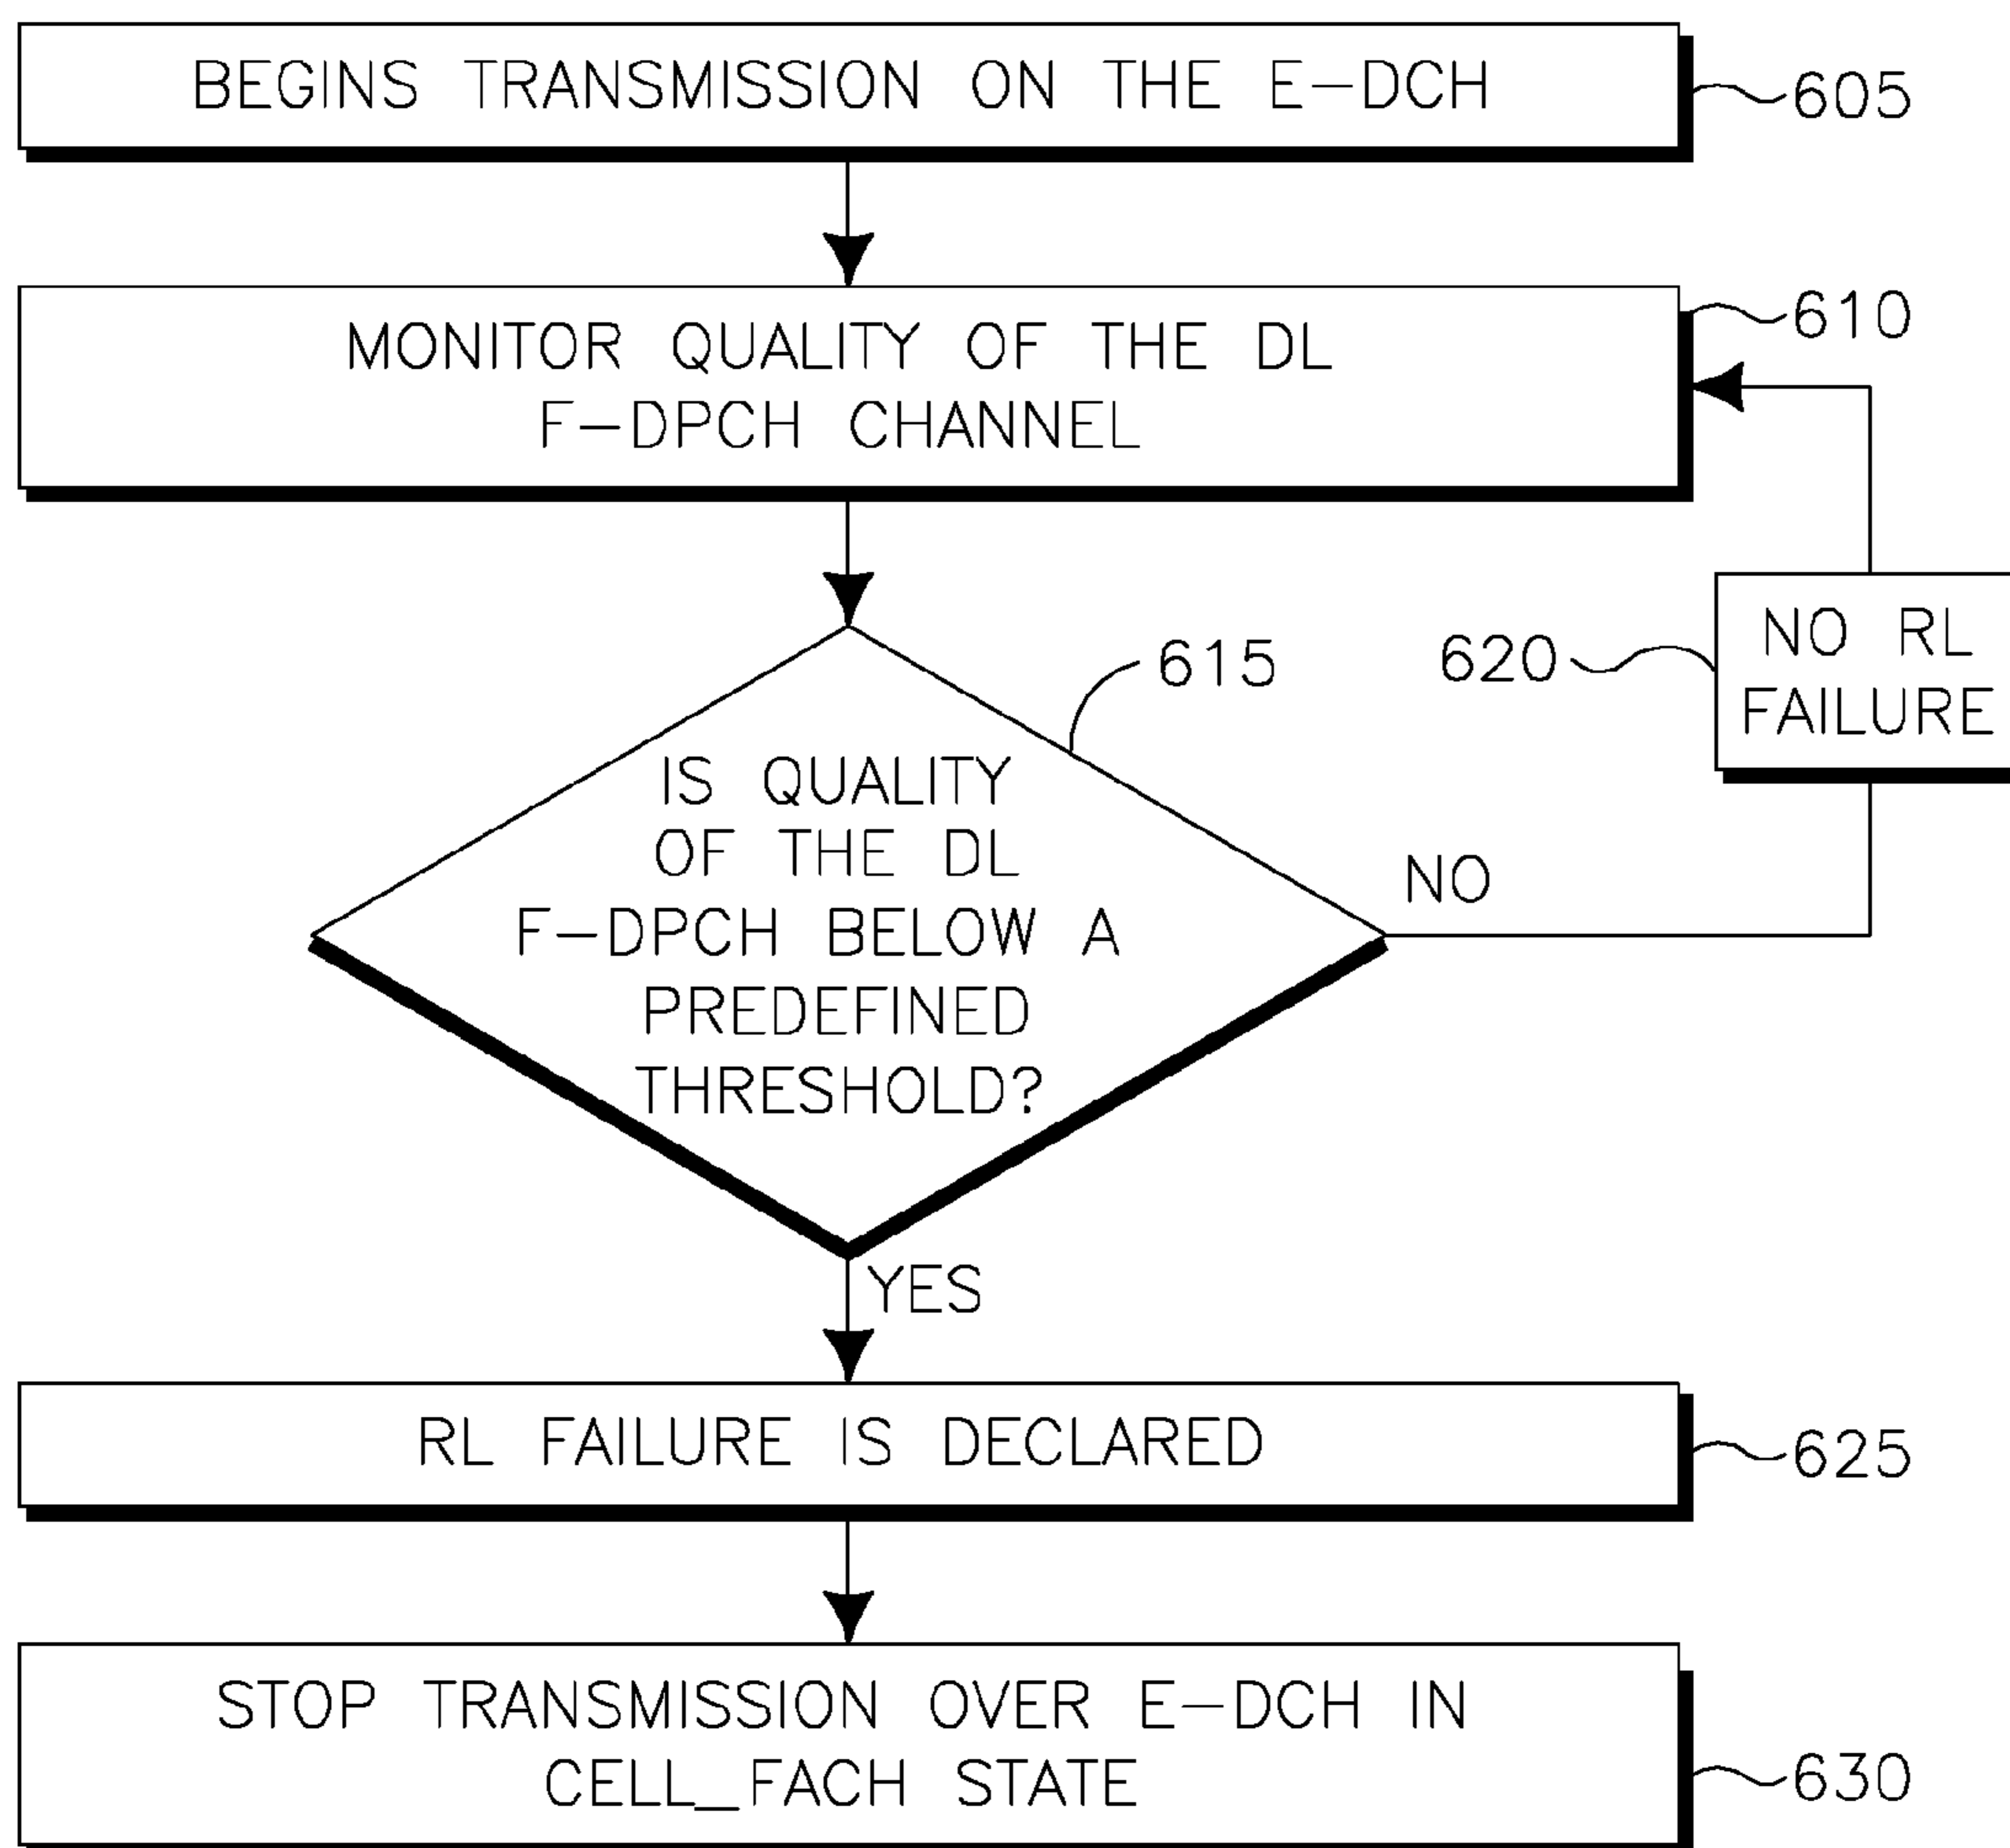 BEGINS TRANSMISSION ON THE E-DCH
605
MONITOR QUALITY OF THE DL
F-DPCH CHANNEL
610
IS QUALITY
OF THE DL
F-DPCH BELOW A
PREDEFINED
THRESHOLD?
615
NO
620
NO RL
FAILURE
YES
RL FAILURE IS DECLARED
625
STOP TRANSMISSION OVER E-DCH IN
CELL_FACH STATE
630